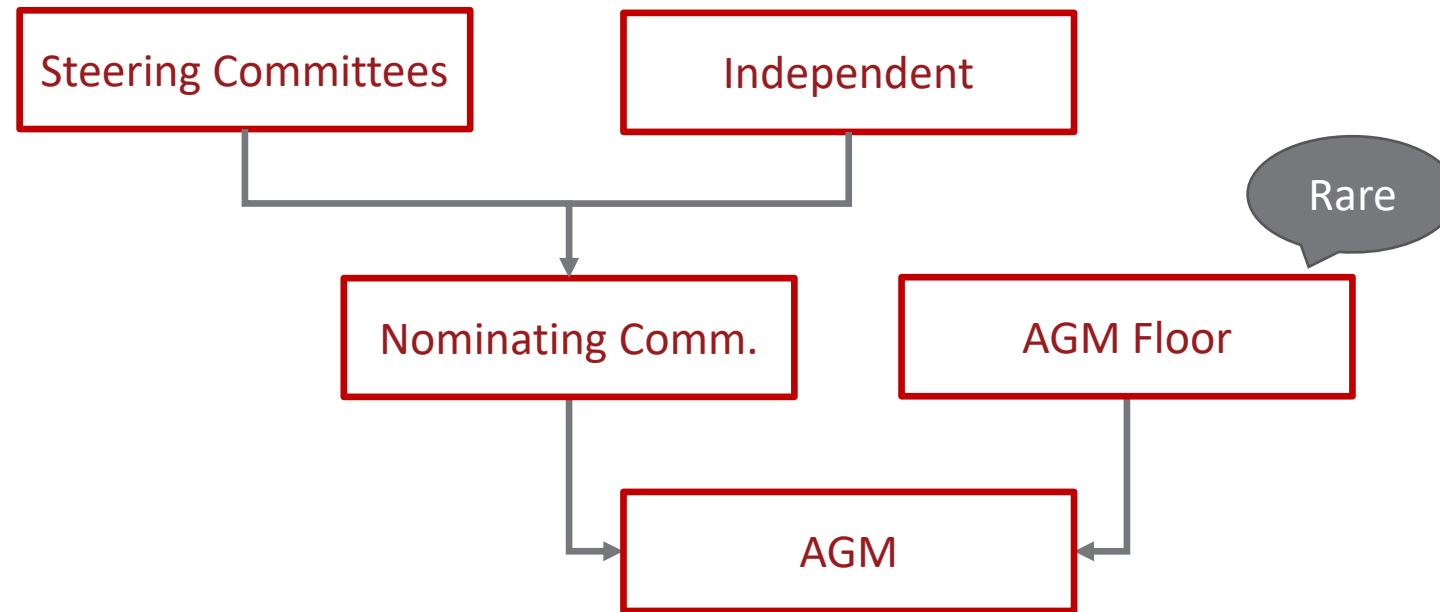 Steering Committees
Independent
Rare
Nominating Comm.
AGM Floor
AGM